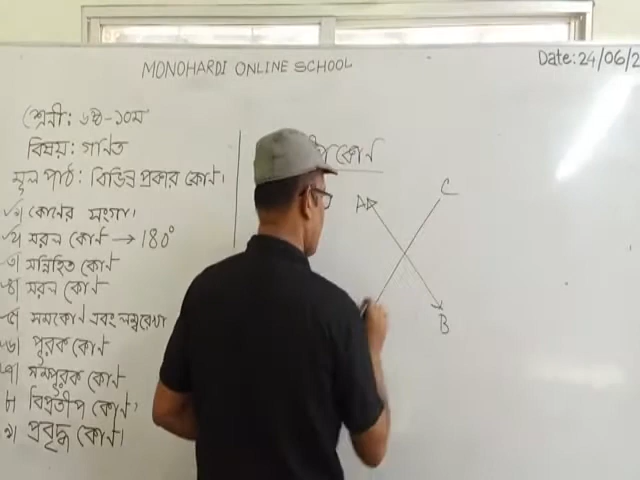 MONOHARDI ONLINE SCHOOL
Date: 24/06/2
শ্রেনী: ৬ষ্ঠ-১০ম
বিষয়: গনিত
মূল পাঠ: বিভিন্ন প্রকার কোন।
১) কোনের সংগা।
২) সরল কোন → 180°
৩) সন্নিহিত কোন
৪) সরল কোন
৫) সমকোন এবং লম্বরেখা
৬) পূরক কোন
৭) সম্পূরক কোন
৮) বিপ্রতীপ কোন।
৯) প্রবৃদ্ধ কোন।
প কোন
A
C
B